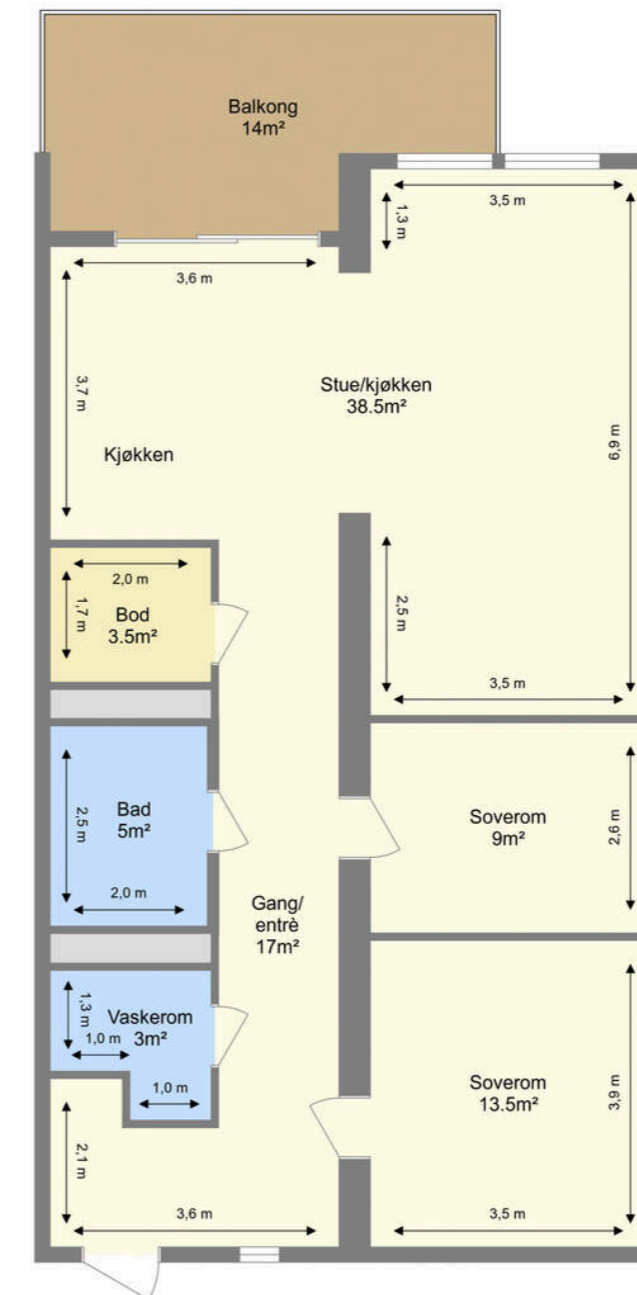 Balkong
14m²
3,5 m
1,3 m
3,6 m
3,7 m
Stue/kjøkken
38.5m²
6,9 m
Kjøkken
2,0 m
1,7 m
Bod
3.5m²
2,5 m
3,5 m
2,5 m
Bad
5m²
2,0 m
Soverom
9m²
2,6 m
Gang/
entrè
17m²
1,3 m
Vaskerom
3m²
1,0 m
1,0 m
Soverom
13.5m²
3,9 m
2,1 m
3,6 m
3,5 m